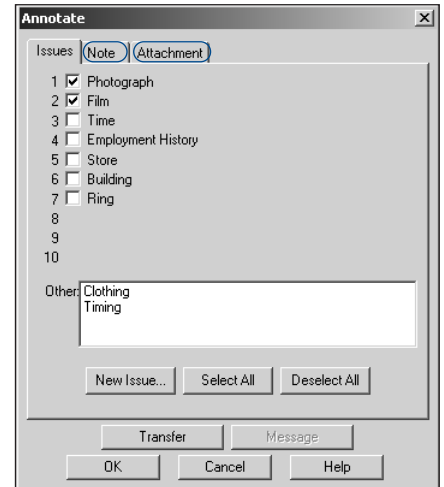 Annotate
Issues Note Attachment
1 Photograph
2 Film
3 Time
4 Employment History
5 Store
6 Building
7 Ring
8
9
10
Other: Clothing
Timing
New Issue... Select All Deselect All
Transfer Message
OK Cancel Help